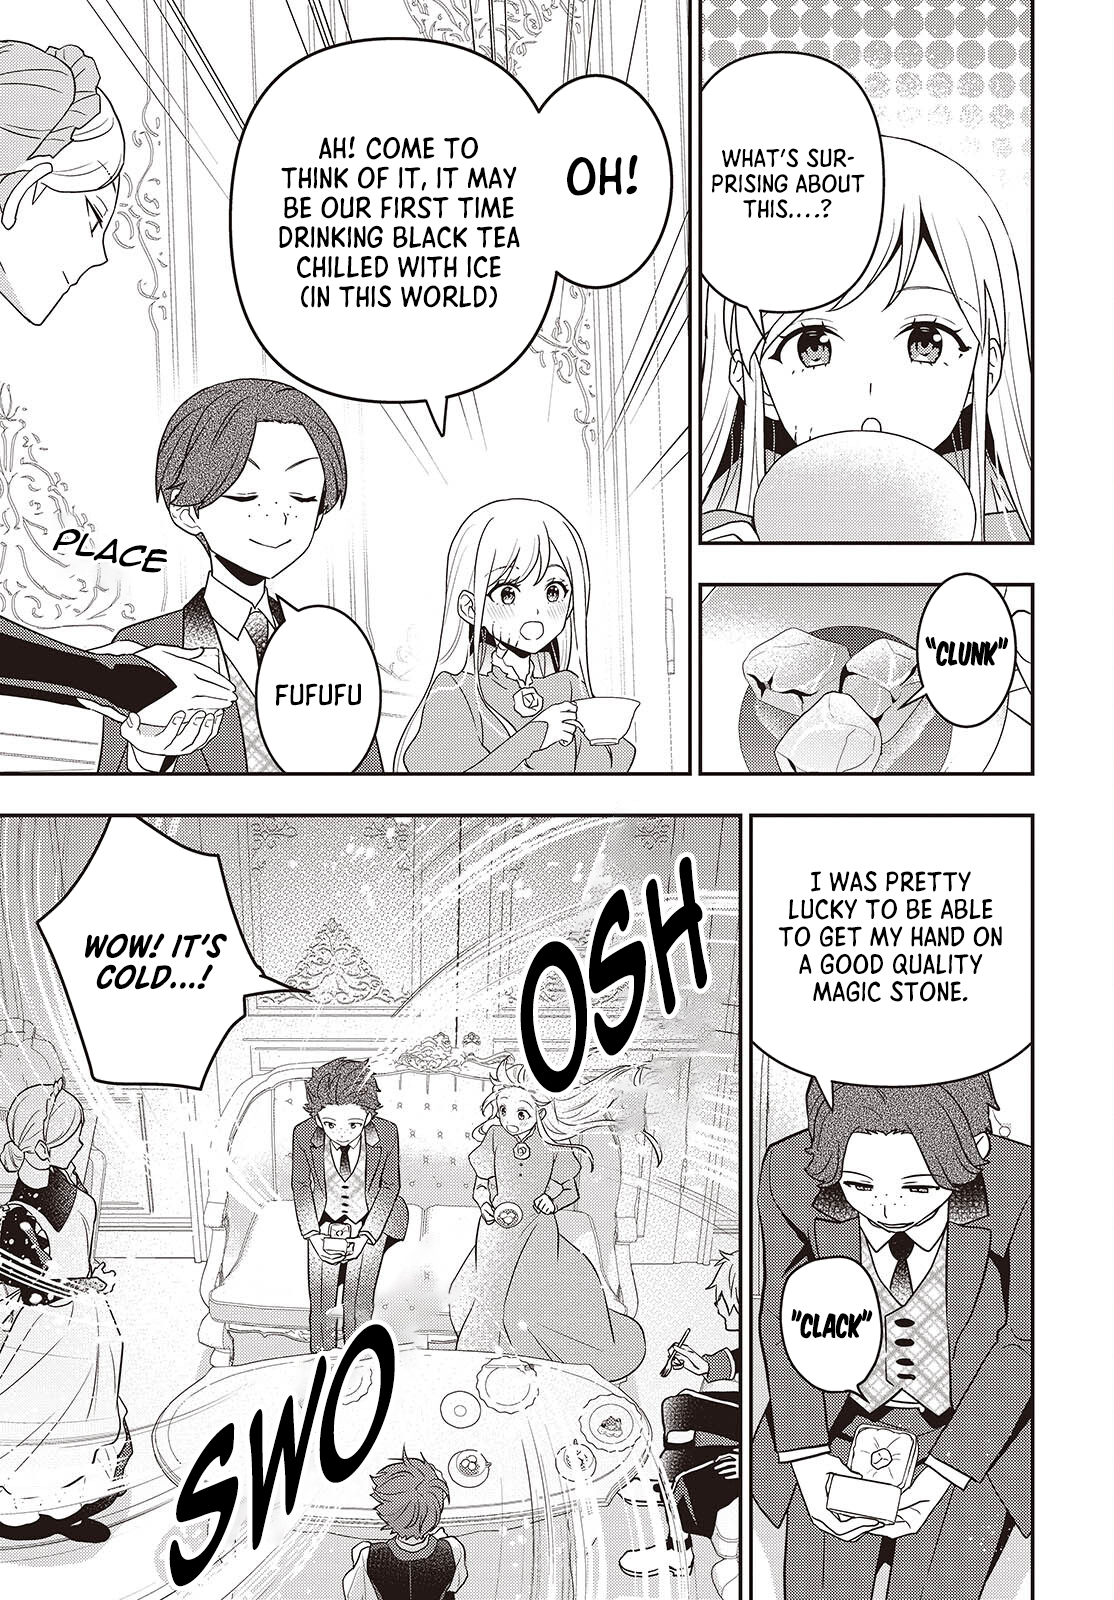 WHAT'S SUR-
PRISING ABOUT
THIS....?
"CLUNK"
OH!
AH! COME TO
THINK OF IT, IT MAY
BE OUR FIRST TIME
DRINKING BLACK TEA
CHILLED WITH ICE
(IN THIS WORLD)
PLACE
FUFUFU
I WAS PRETTY
LUCKY TO BE ABLE
TO GET MY HAND ON
A GOOD QUALITY
MAGIC STONE.
"CLACK"
OSH
WOW! IT'S
COLD...!
SWO